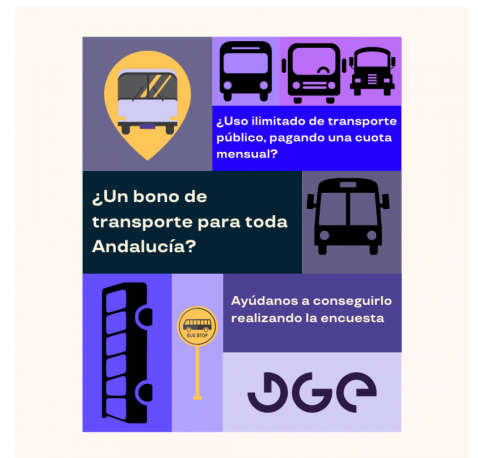 ¿Uso ilimitado de transporte
público, pagando una cuota
mensual?
¿Un bono de
transporte para toda
Andalucía?
BUS STOP
Ayúdanos a conseguirlo
realizando la encuesta
JGE